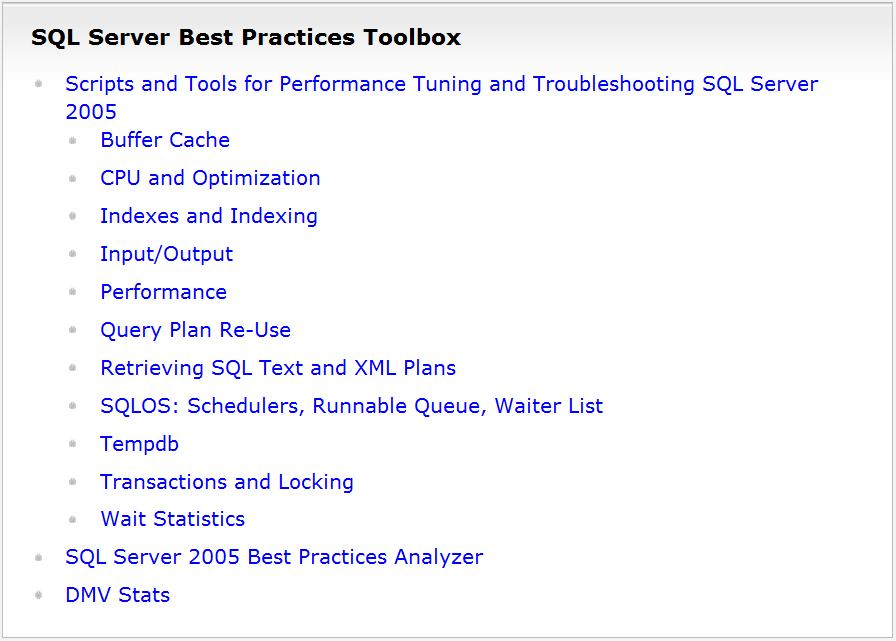 SQL Server Best Practices Toolbox
Scripts and Tools for Performance Tuning and Troubleshooting SQL Server
2005
Buffer Cache
CPU and Optimization
Indexes and Indexing
Input/Output
Performance
Query Plan Re-Use
Retrieving SQL Text and XML Plans
SQLOS: Schedulers, Runnable Queue, Waiter List
Tempdb
Transactions and Locking
Wait Statistics
SQL Server 2005 Best Practices Analyzer
DMV Stats